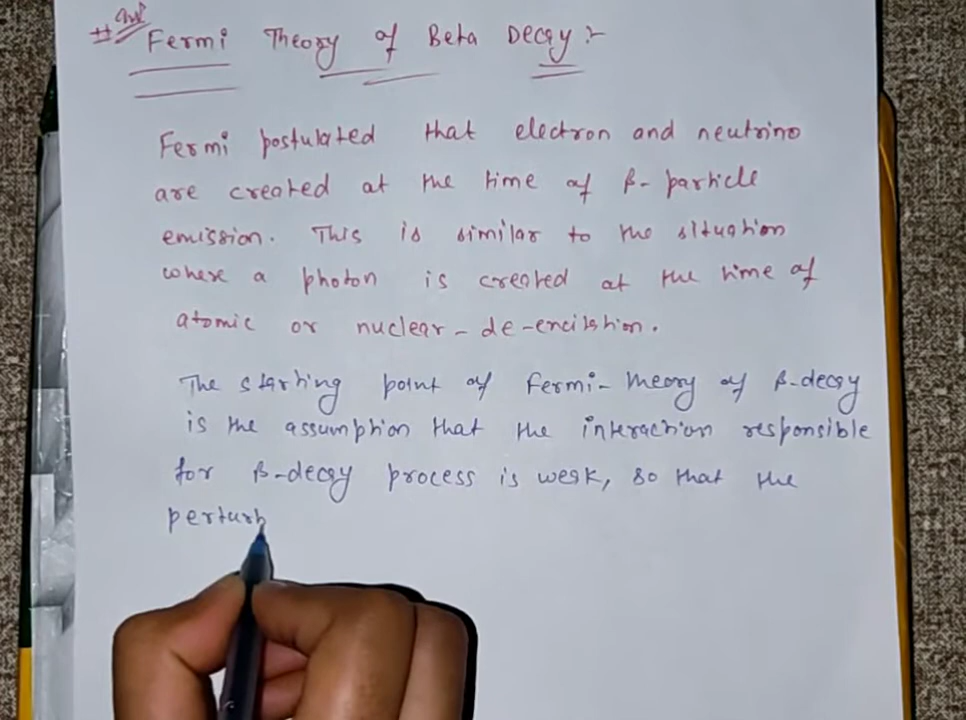 # Fermi Theory of Beta Decay :-
Fermi postulated that electron and neutrino
are created at the time of β- particle
emission. This is similar to the situation
where a photon is created at the time of
atomic or nuclear - de-excitation.
The starting point of Fermi- theory of β-decay
is the assumption that the interaction responsible
for β-decay process is weak, so that the
perturb